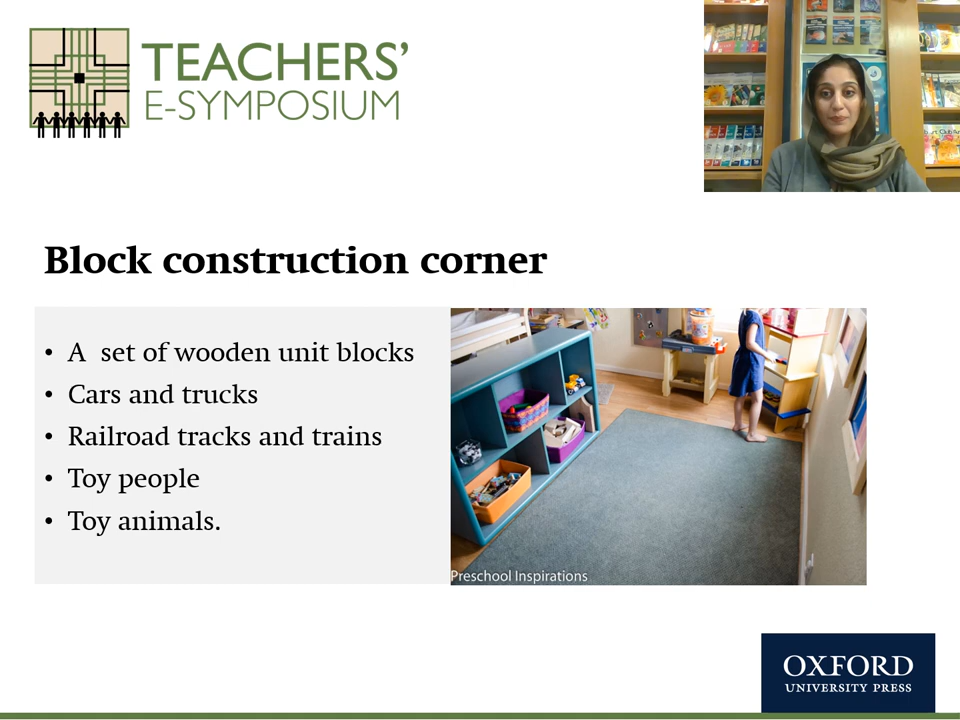 TEACHERS'
E-SYMPOSIUM
Block construction corner
• A set of wooden unit blocks
• Cars and trucks
• Railroad tracks and trains
• Toy people
• Toy animals.
Preschool Inspirations
OXFORD
UNIVERSITY PRESS